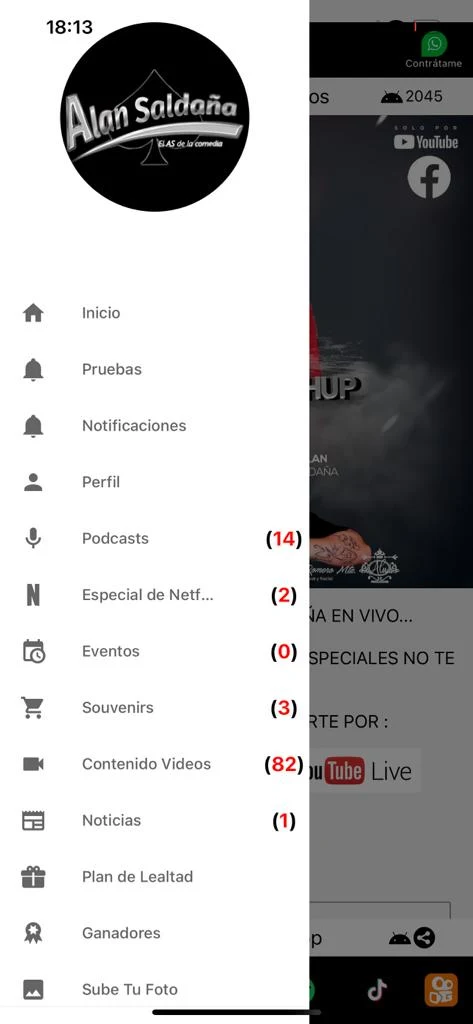 18:13
Alan Saldaña
El AS de la comedia
Contrátame
os
2045
SOLO POR
YouTube
Inicio
Pruebas
HUP
Notificaciones
LAN
DAÑA
Perfil
Podcasts (14)
Especial de Netf... (2)
ÑA EN VIVO...
Eventos (0)
SPECIALES NO TE
Souvenirs (3)
RTE POR :
Contenido Videos (82)
ouTube Live
Noticias (1)
Plan de Lealtad
Ganadores
pp
Sube Tu Foto